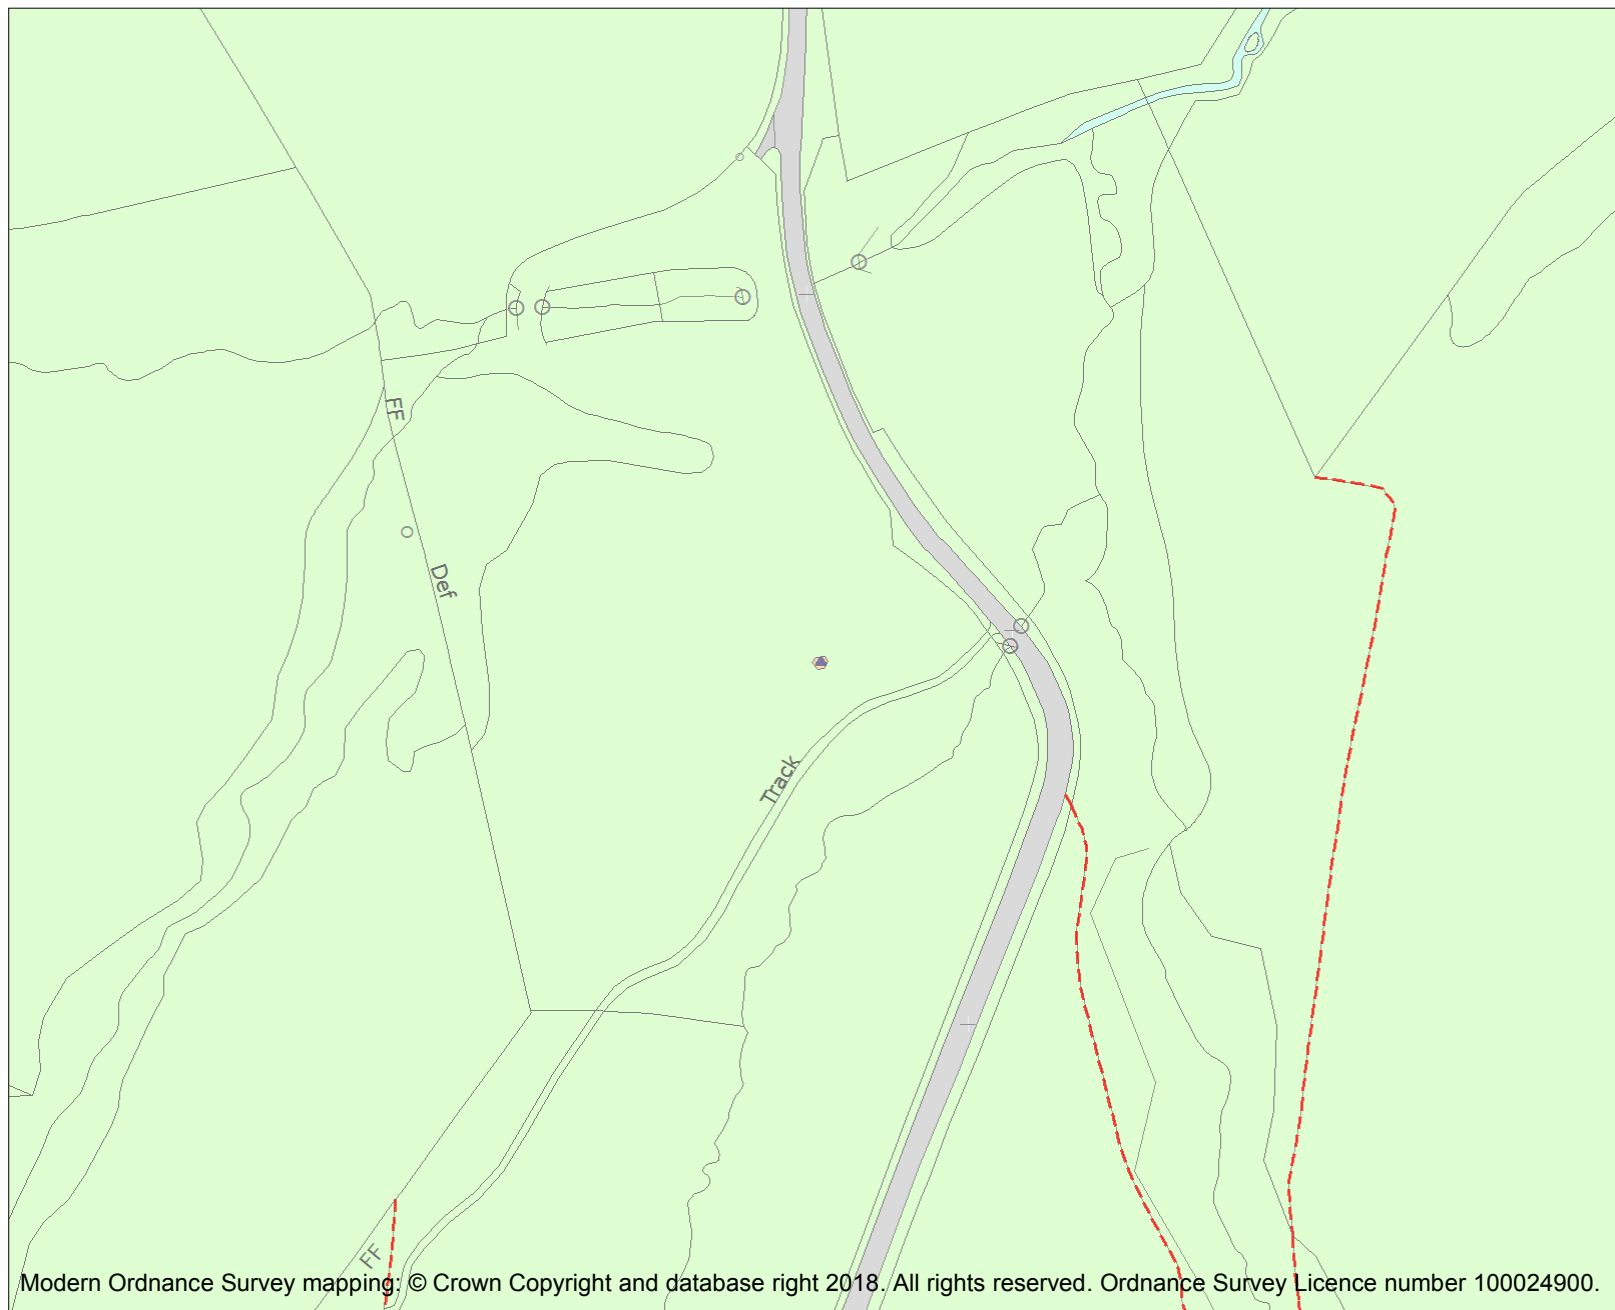 FF
Def
Track
FF
Modern Ordnance Survey mapping: © Crown Copyright and database right 2018. All rights reserved. Ordnance Survey Licence number 100024900.